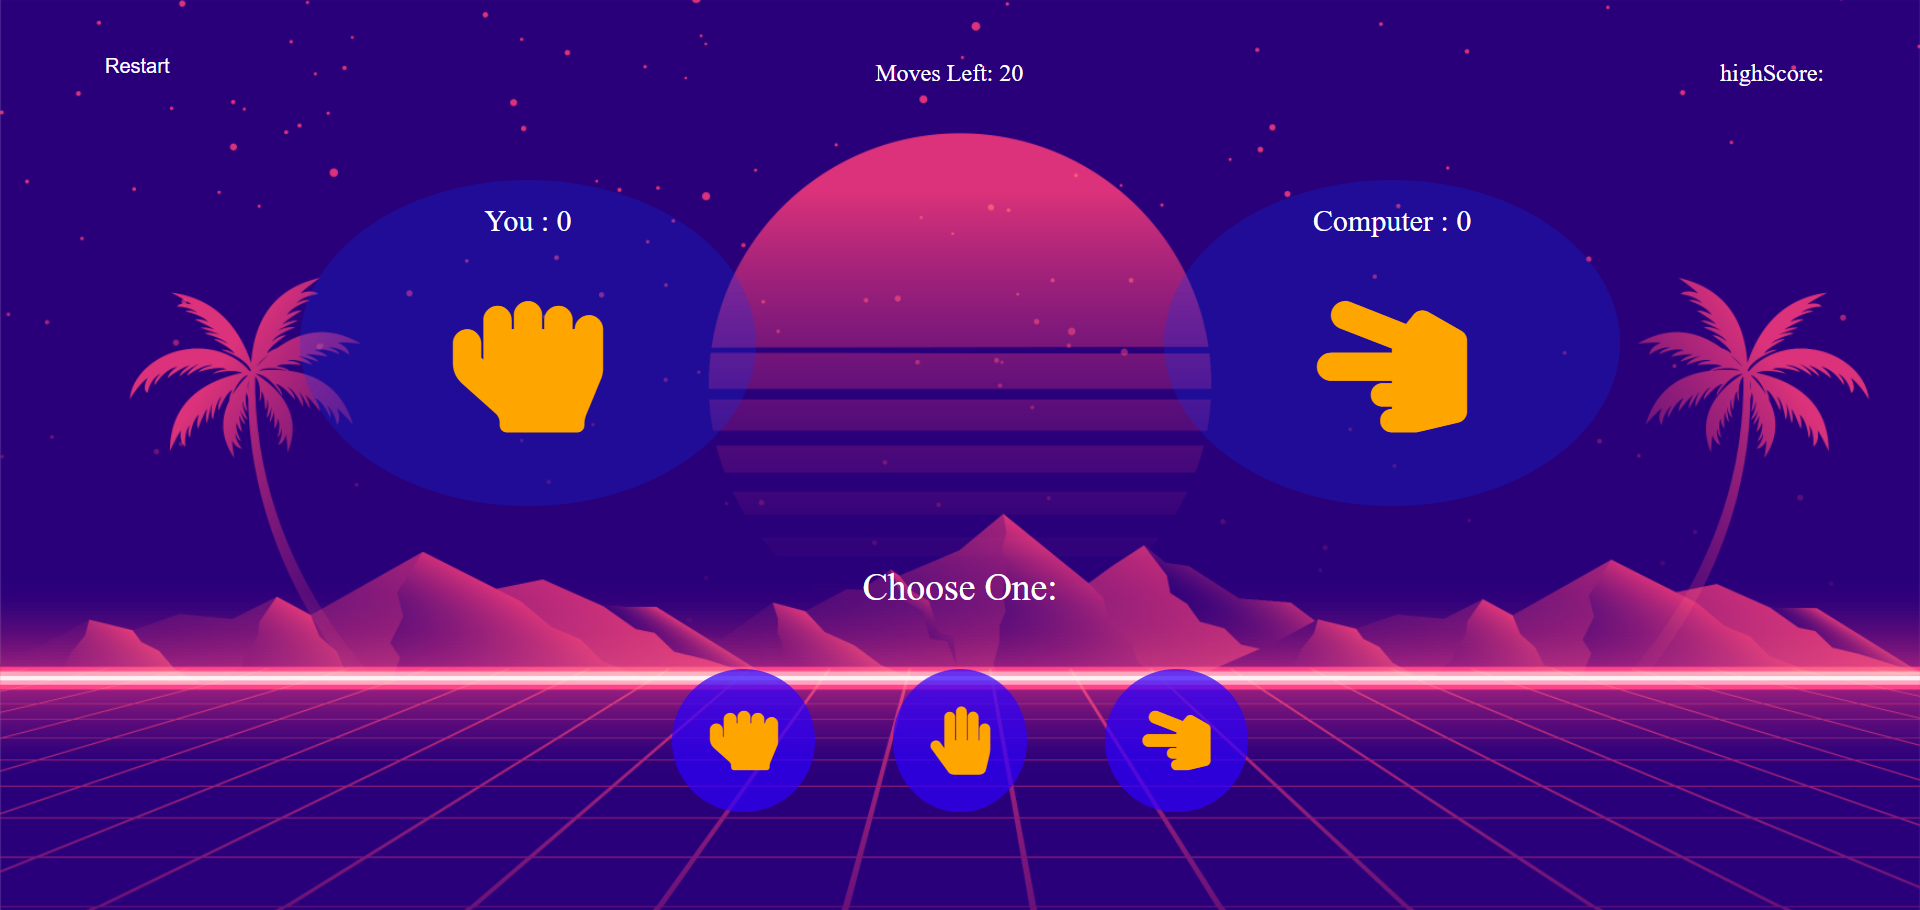 Restart
Moves Left: 20
highScore:
You : 0
Computer : 0
Choose One: